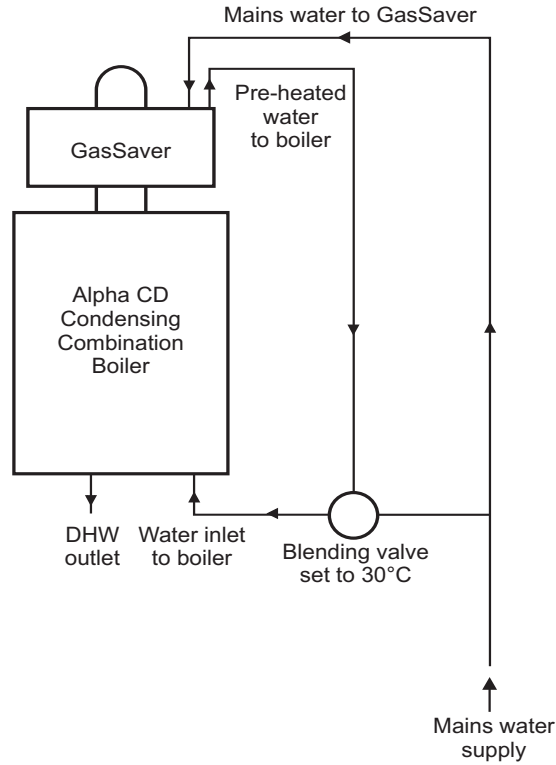 Mains water to GasSaver
Pre-heated
water
to boiler
GasSaver
Alpha CD
Condensing
Combination
Boiler
DHW
outlet
Water inlet
to boiler
Blending valve
set to 30°C
Mains water
supply